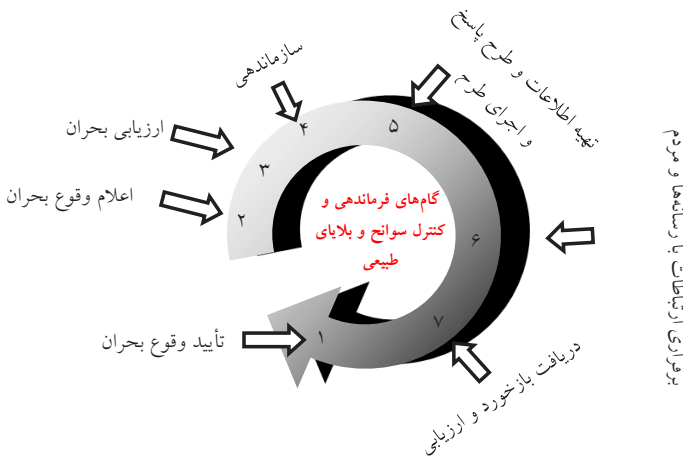 گام‌های فرماندهی و
کنترل سوانح و بلایای
طبیعی
۱
تأیید وقوع بحران
۲
اعلام وقوع بحران
۳
ارزیابی بحران
۴
سازماندهی
۵
تهیه اطلاعات و طرح پاسخ
و اجرای طرح
۶
برقراری ارتباطات با رسانه‌ها و مردم
۷
دریافت بازخورد و ارزیابی